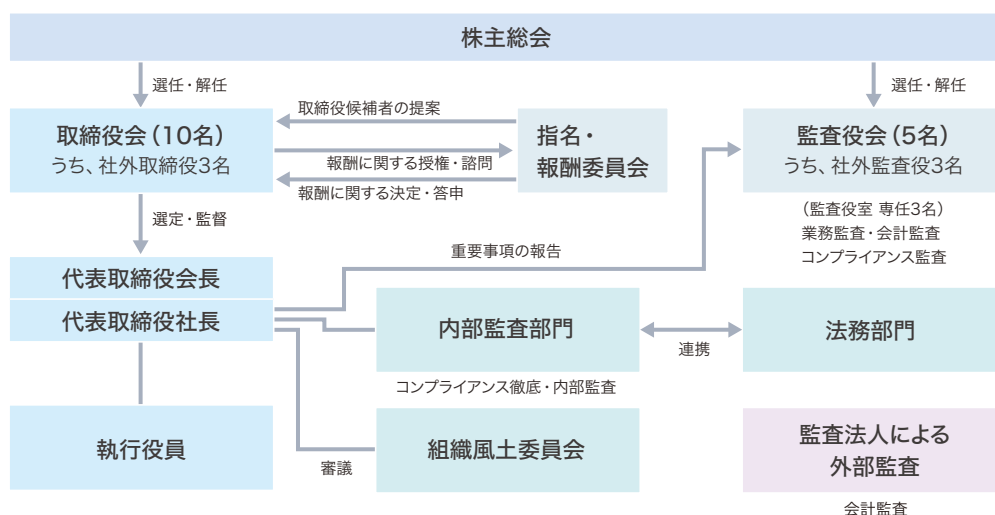 株主総会
選任・解任
選任・解任
取締役会（10名）
うち、社外取締役3名
取締役候補者の提案
報酬に関する授権・諮問
報酬に関する決定・答申
指名・
報酬委員会
監査役会（5名）
うち、社外監査役3名
（監査役室 専任3名）
業務監査・会計監査
コンプライアンス監査
選定・監督
重要事項の報告
代表取締役会長
代表取締役社長
内部監査部門
連携
法務部門
コンプライアンス徹底・内部監査
執行役員
審議
組織風土委員会
監査法人による
外部監査
会計監査